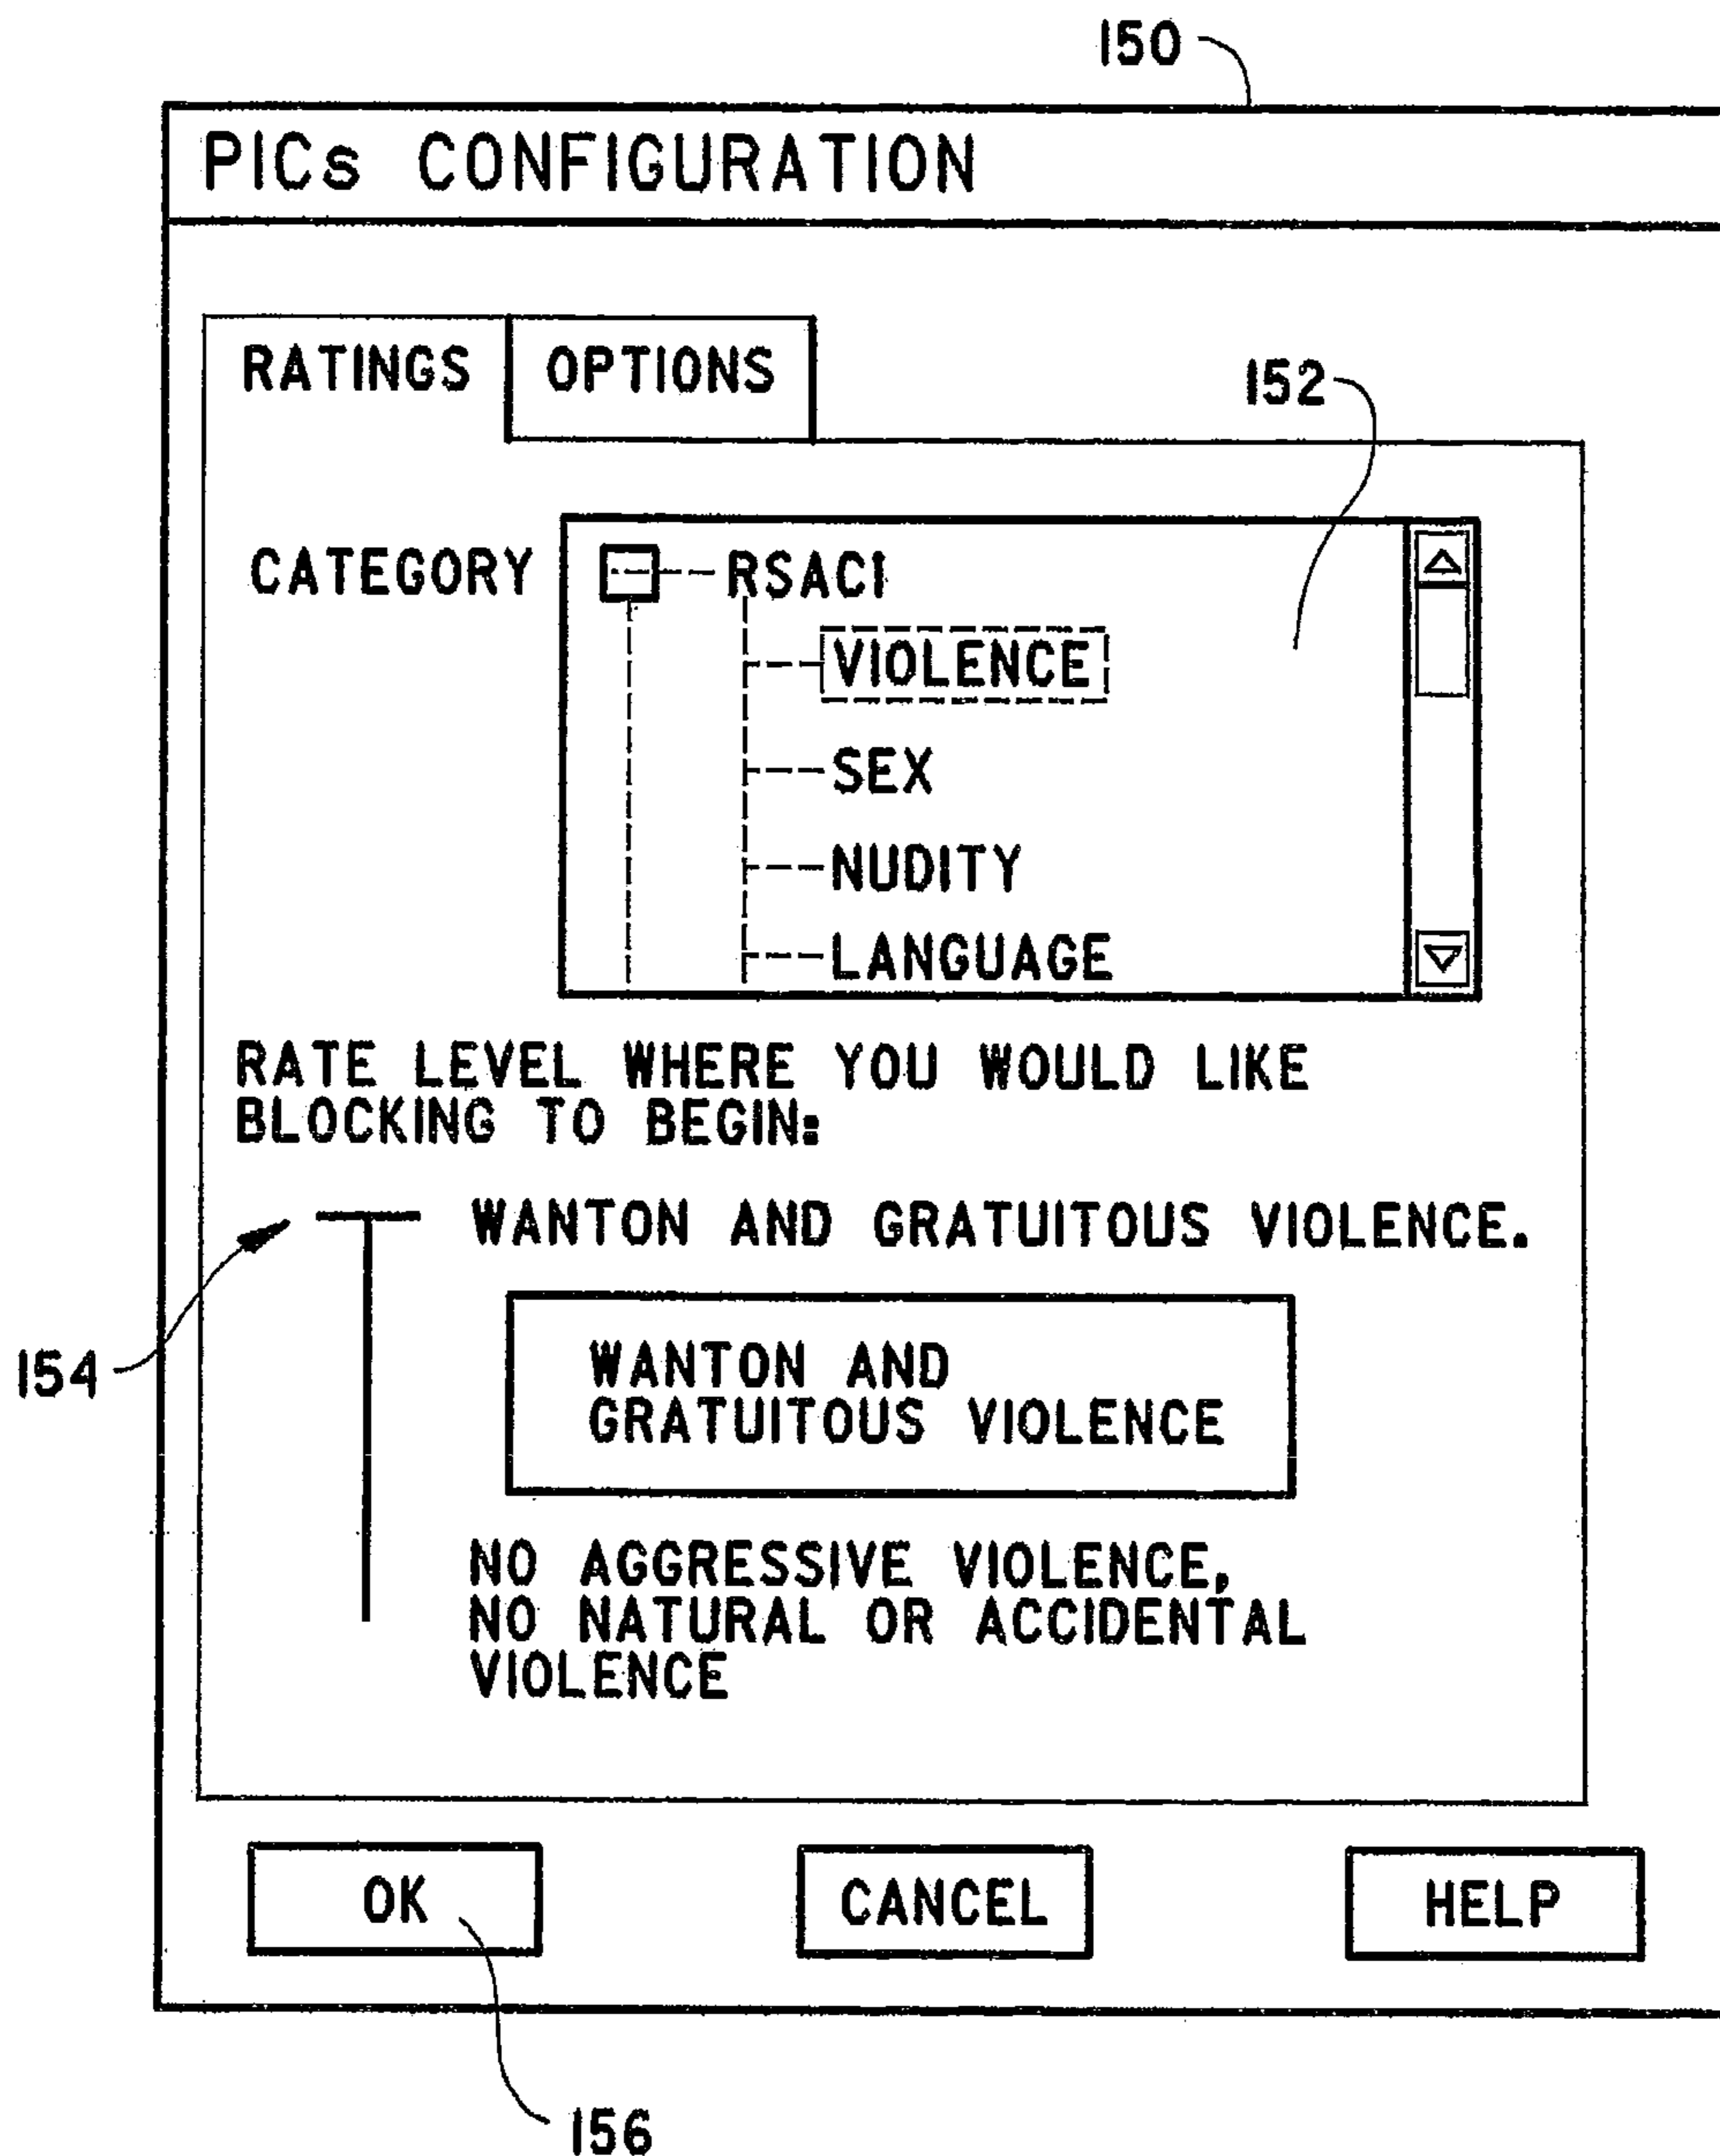 150
PICs CONFIGURATION
RATINGS OPTIONS
152
CATEGORY
RSACI
VIOLENCE
SEX
NUDITY
LANGUAGE
RATE LEVEL WHERE YOU WOULD LIKE
BLOCKING TO BEGIN:
WANTON AND GRATUITOUS VIOLENCE.
154
WANTON AND
GRATUITOUS VIOLENCE
NO AGGRESSIVE VIOLENCE,
NO NATURAL OR ACCIDENTAL
VIOLENCE
OK CANCEL HELP
156